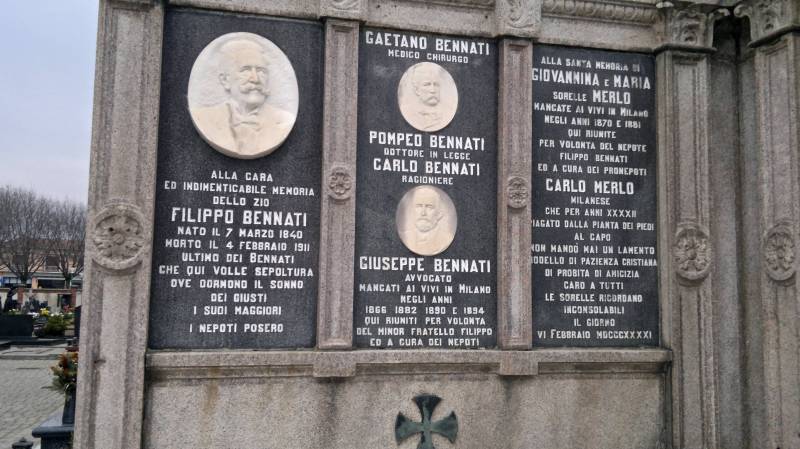 ALLA CARA
ED INDIMENTICABILE MEMORIA
DELLO ZIO
FILIPPO BENNATI
NATO IL 7 MARZO 1840
MORTO IL 4 FEBBRAIO 1911
ULTIMO DEI BENNATI
CHE QUI VOLLE SEPOLTURA
OVE DORMONO IL SONNO
DEI GIUSTI
I SUOI MAGGIORI
I NEPOTI POSERO
GAETANO BENNATI
MEDICO CHIRURGO
POMPEO BENNATI
DOTTORE IN LEGGE
CARLO BENNATI
RAGIONIERE
GIUSEPPE BENNATI
AVVOCATO
MANCATI AI VIVI IN MILANO
NEGLI ANNI
1866 1882 1890 E 1894
QUI RIUNITI PER VOLONTA
DEL MINOR FRATELLO FILIPPO
ED A CURA DEI NEPOTI
ALLA SANTA MEMORIA DI
GIOVANNINA E MARIA
SORELLE MERLO
MANCATE AI VIVI IN MILANO
NEGLI ANNI 1870 E 1881
QUI RIUNITE
PER VOLONTA DEL NEPOTE
FILIPPO BENNATI
ED A CURA DEI PRONEPOTI
CARLO MERLO
MILANESE
CHE PER ANNI XXXXII
PIAGATO DALLA PIANTA DEI PIEDI
AL CAPO
NON MANDÒ MAI UN LAMENTO
MODELLO DI PAZIENZA CRISTIANA
DI PROBITÀ DI AMICIZIA
CARO A TUTTI
LE SORELLE RICORDANO
INCONSOLABILI
IL GIORNO
VI FEBBRAIO MDCCCXXXXI